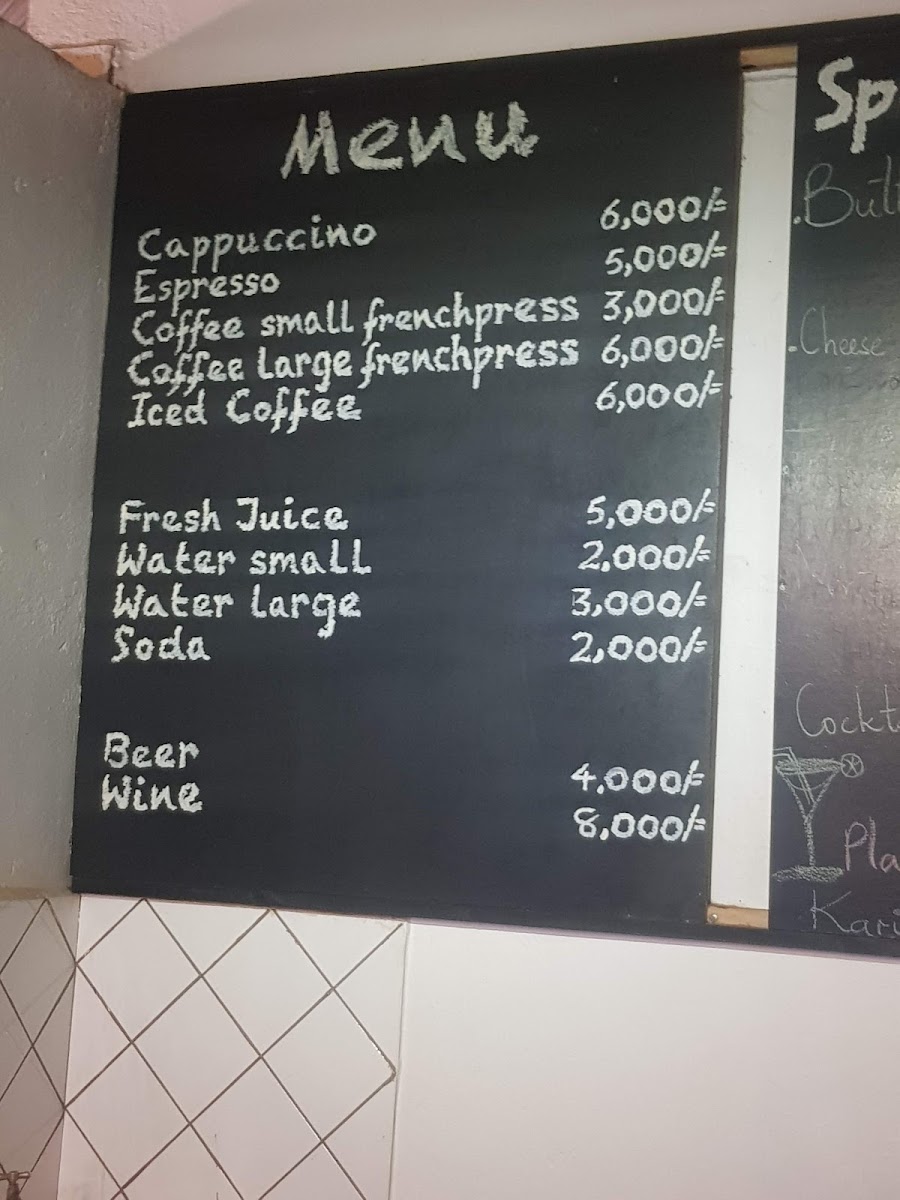 Menu
Cappuccino 6,000/=
Espresso 5,000/=
Coffee small frenchpress 3,000/=
Coffee Large frenchpress 6,000/=
Iced Coffee 6,000/=
Fresh Juice 5,000/=
Water small 2,000/=
Water large 3,000/=
Soda 2,000/=
Beer 4,000/=
Wine 8,000/=
Sp
.Cheese